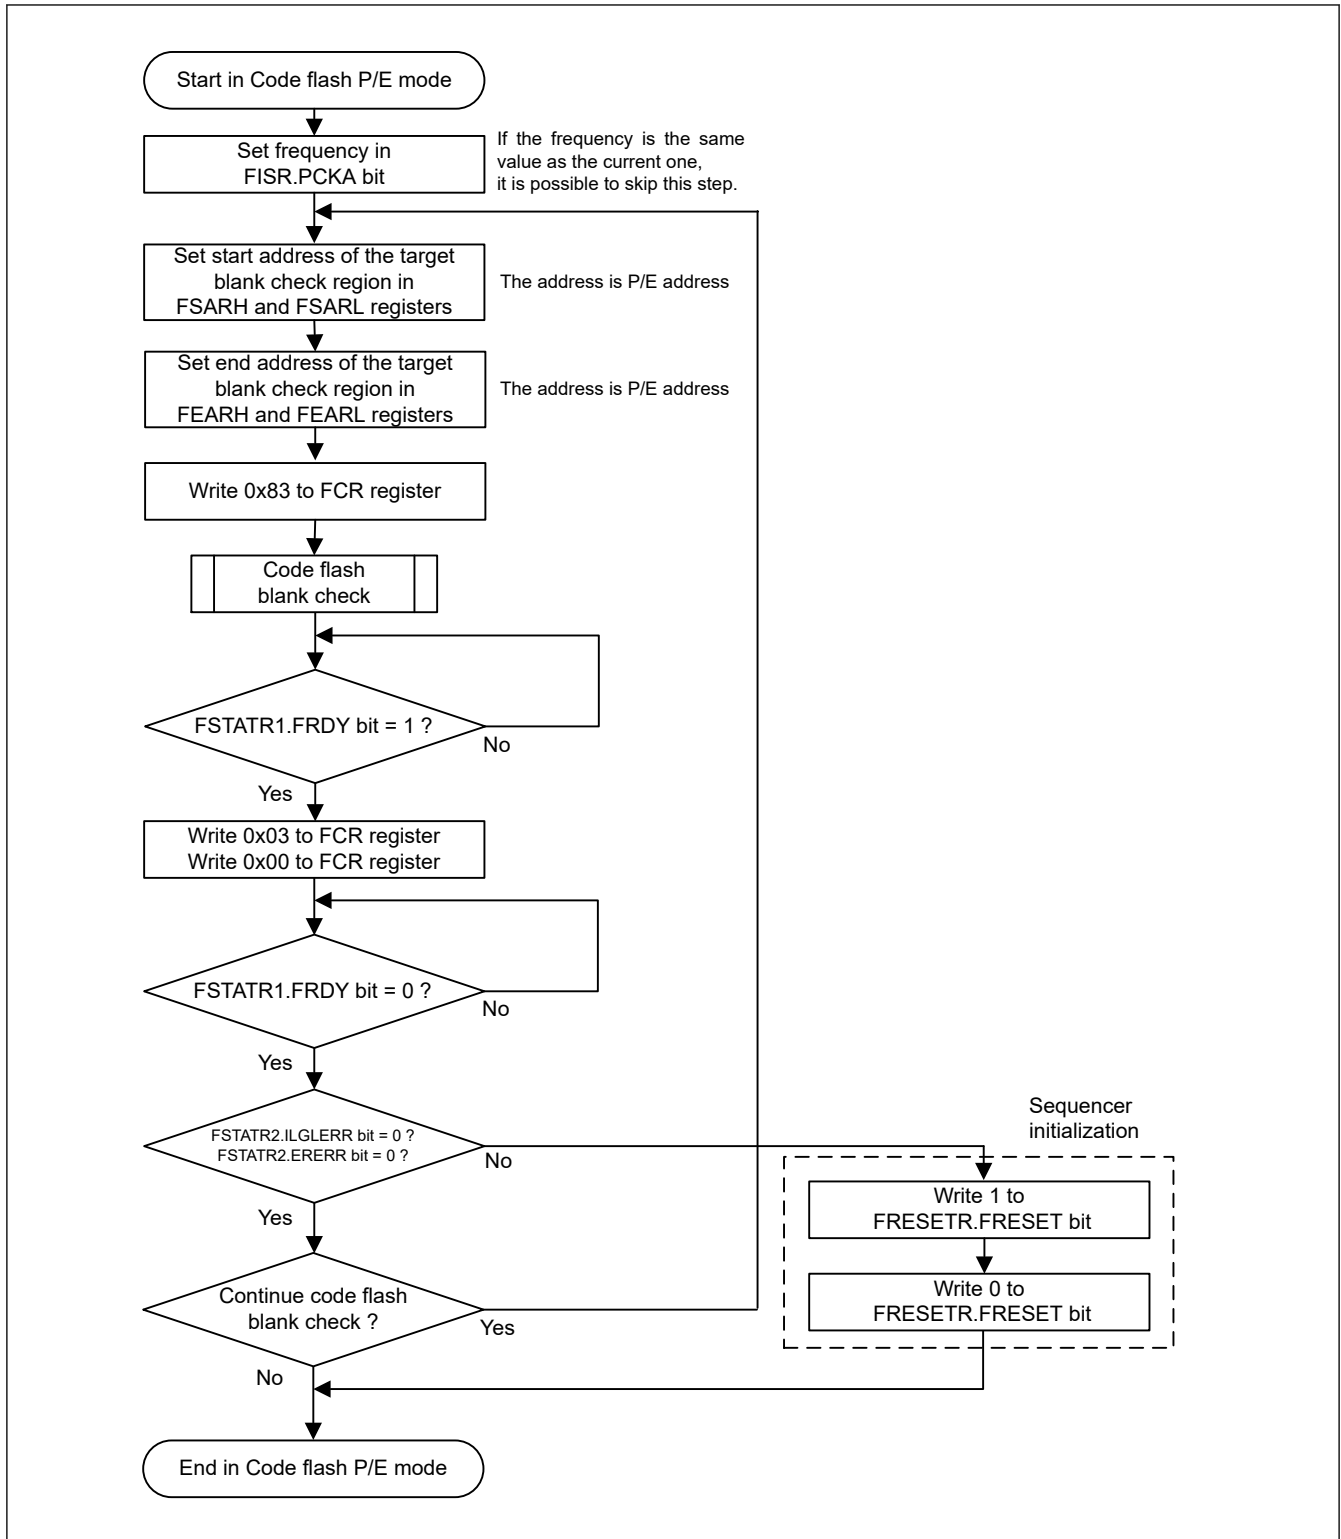 Start in Code flash P/E mode
Set frequency in
FISR.PCKA bit
If the frequency is the same
value as the current one,
it is possible to skip this step.
Set start address of the target
blank check region in
FSARH and FSARL registers
The address is P/E address
Set end address of the target
blank check region in
FEARH and FEARL registers
The address is P/E address
Write 0x83 to FCR register
Code flash
blank check
FSTATR1.FRDY bit = 1 ?
No
Yes
Write 0x03 to FCR register
Write 0x00 to FCR register
FSTATR1.FRDY bit = 0 ?
No
Yes
FSTATR2.ILGLERR bit = 0 ?
FSTATR2.ERERR bit = 0 ?
No
Yes
Sequencer
initialization
Write 1 to
FRESETR.FRESET bit
Write 0 to
FRESETR.FRESET bit
Continue code flash
blank check ?
Yes
No
End in Code flash P/E mode